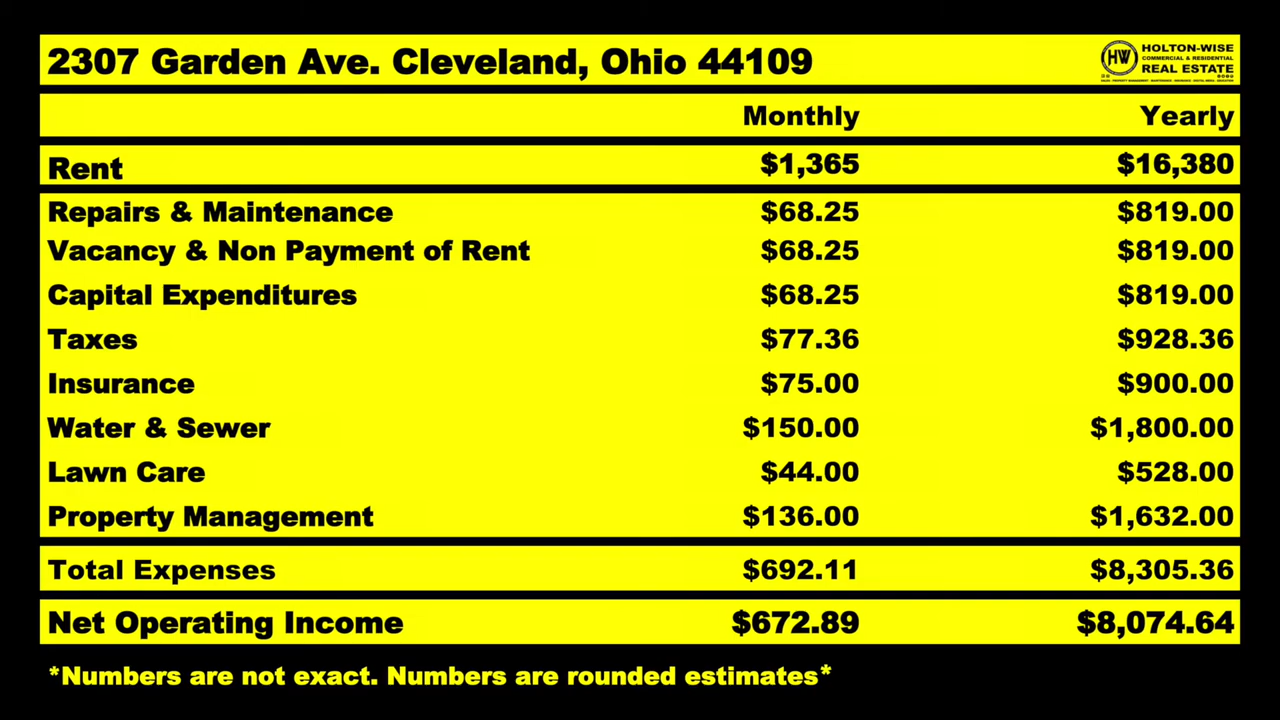 2307 Garden Ave. Cleveland, Ohio 44109
HW
HOLTON-WISE
COMMERCIAL & RESIDENTIAL
REAL ESTATE
Monthly Yearly
Rent $1,365 $16,380
Repairs & Maintenance $68.25 $819.00
Vacancy & Non Payment of Rent $68.25 $819.00
Capital Expenditures $68.25 $819.00
Taxes $77.36 $928.36
Insurance $75.00 $900.00
Water & Sewer $150.00 $1,800.00
Lawn Care $44.00 $528.00
Property Management $136.00 $1,632.00
Total Expenses $692.11 $8,305.36
Net Operating Income $672.89 $8,074.64
*Numbers are not exact. Numbers are rounded estimates*